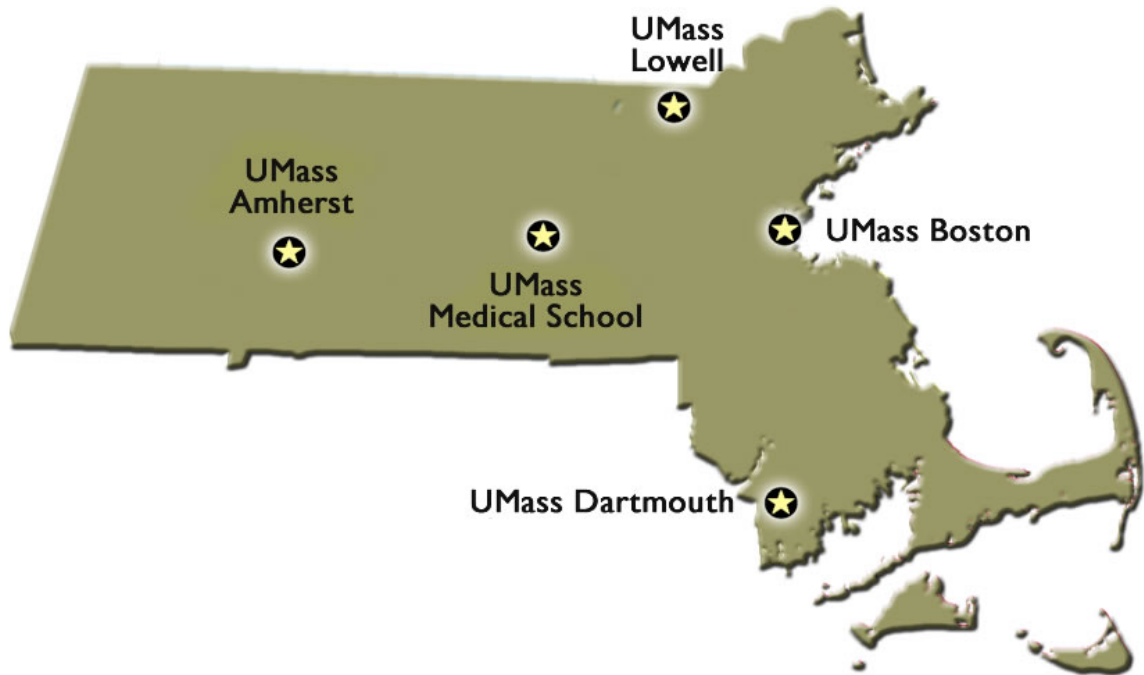 UMass
Lowell
UMass
Amherst
UMass Boston
UMass
Medical School
UMass Dartmouth